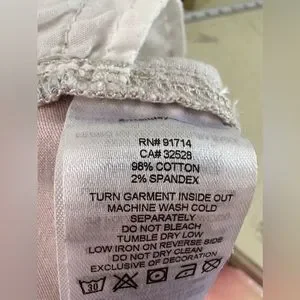 RN# 91714
CA# 32528
98% COTTON
2% SPANDEX
TURN GARMENT INSIDE OUT
MACHINE WASH COLD
SEPARATELY
DO NOT BLEACH
TUMBLE DRY LOW
LOW IRON ON REVERSE SIDE
DO NOT DRY CLEAN
EXCLUSIVE OF DECORATION
30